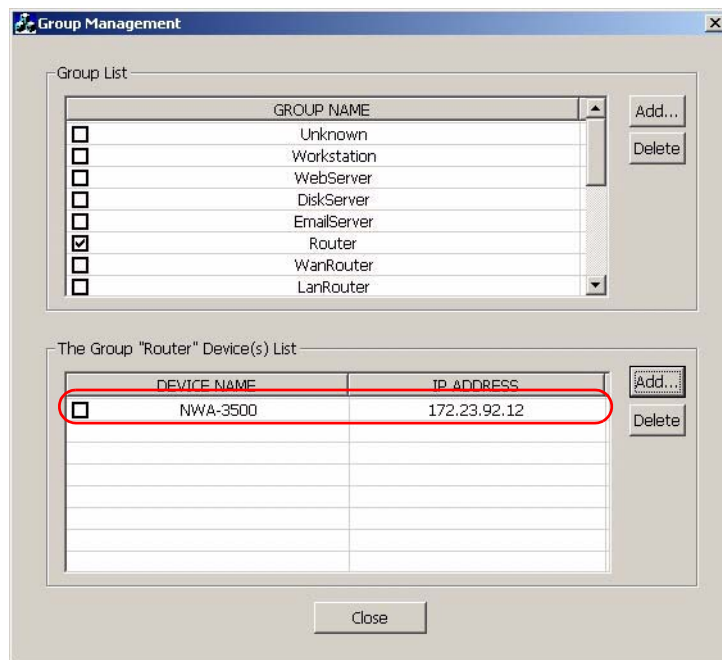 Group Management
Group List
GROUP NAME
Add...
Unknown
Workstation
Delete
WebServer
DiskServer
EmailServer
Router
WanRouter
LanRouter
The Group "Router" Device(s) List
DEVICE NAME IP ADDRESS
Add...
NWA-3500 172.23.92.12
Delete
Close